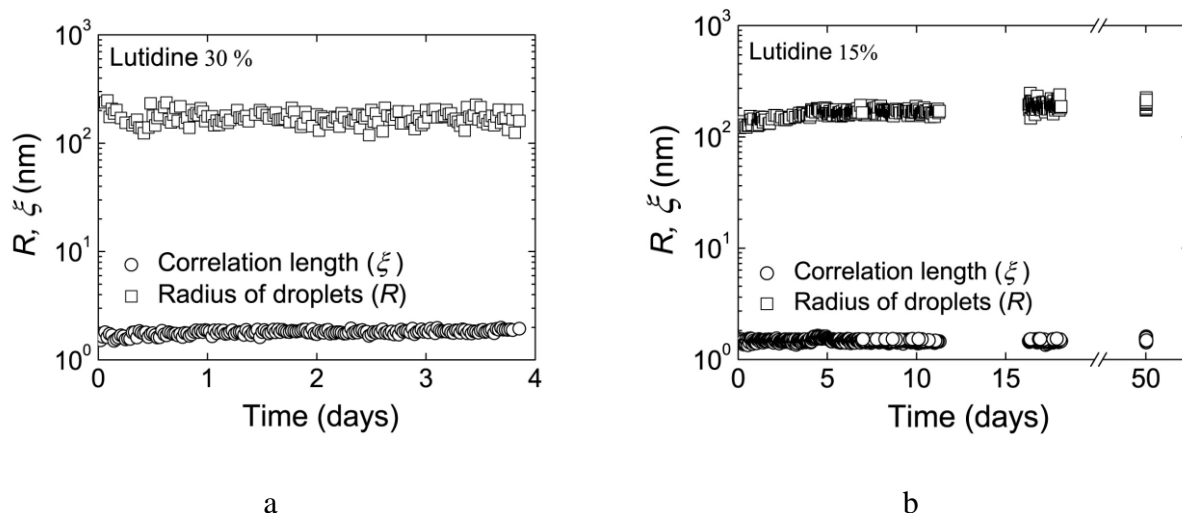 Lutidine 30 %
R, ξ (nm)
10³
10²
10¹
10⁰
Correlation length (ξ)
Radius of droplets (R)
0 1 2 3 4
Time (days)
a
Lutidine 15%
R, ξ (nm)
10³
10²
10¹
10⁰
Correlation length (ξ)
Radius of droplets (R)
0 5 10 15 50
Time (days)
b